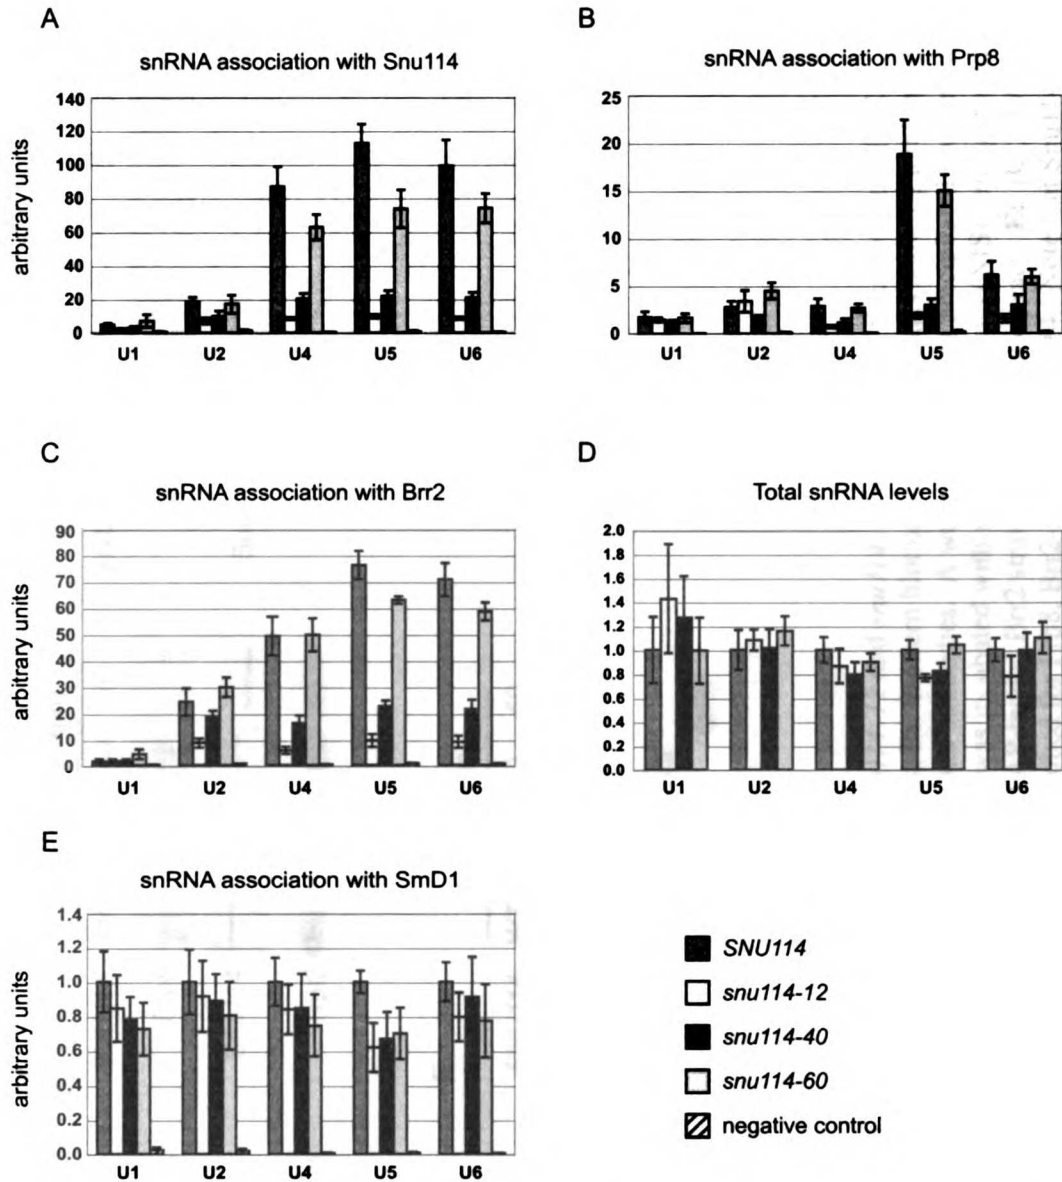 A
snRNA association with Snu114
arbitrary units
140
120
100
80
60
40
20
0
U1 U2 U4 U5 U6
B
snRNA association with Prp8
25
20
15
10
5
0
U1 U2 U4 U5 U6
C
snRNA association with Brr2
arbitrary units
90
80
70
60
50
40
30
20
10
0
U1 U2 U4 U5 U6
D
Total snRNA levels
2.0
1.8
1.6
1.4
1.2
1.0
0.8
0.6
0.4
0.2
0.0
U1 U2 U4 U5 U6
E
snRNA association with SmD1
arbitrary units
1.4
1.2
1.0
0.8
0.6
0.4
0.2
0.0
U1 U2 U4 U5 U6
SNU114
snu114-12
snu114-40
snu114-60
negative control